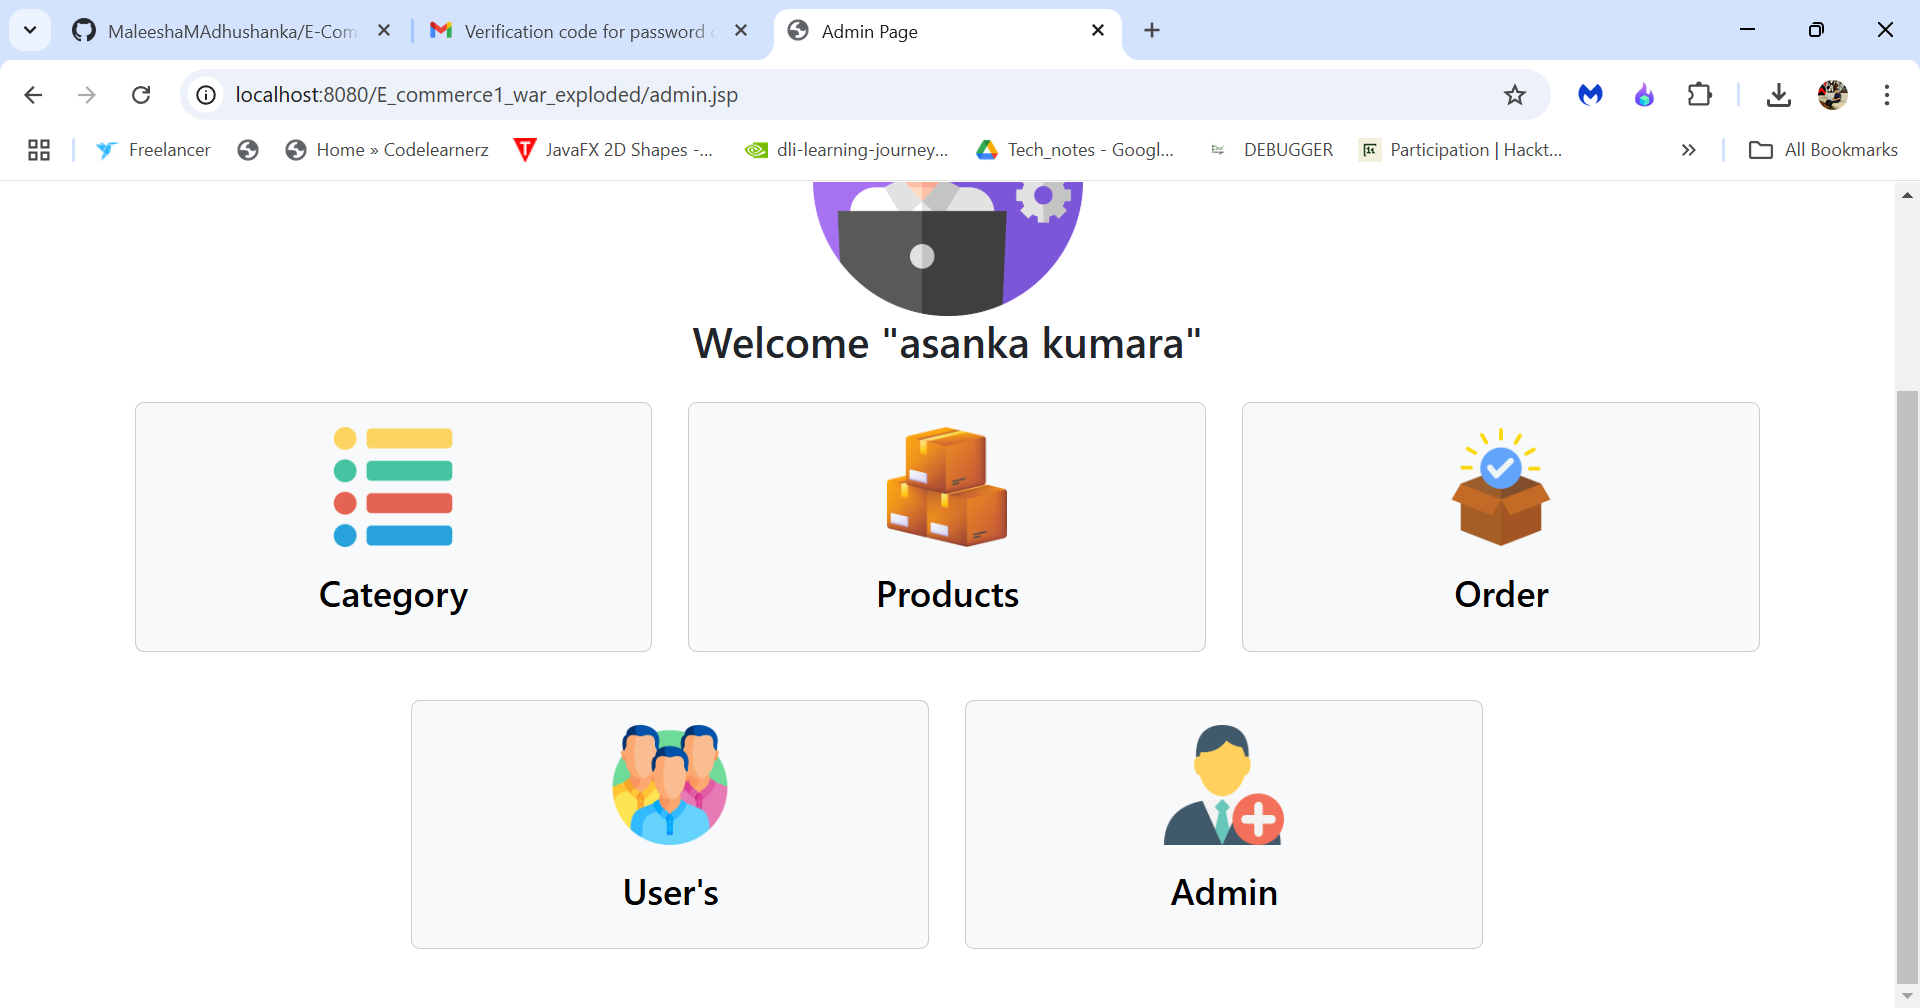 MaleeshaMAdhushanka/E-Com
Verification code for password c
Admin Page
localhost:8080/E_commerce1_war_exploded/admin.jsp
Freelancer
Home » Codelearnerz
JavaFX 2D Shapes -...
dli-learning-journey...
Tech_notes - Googl...
DEBUGGER
Participation | Hackt...
All Bookmarks
Welcome "asanka kumara"
Category
Products
Order
User's
Admin